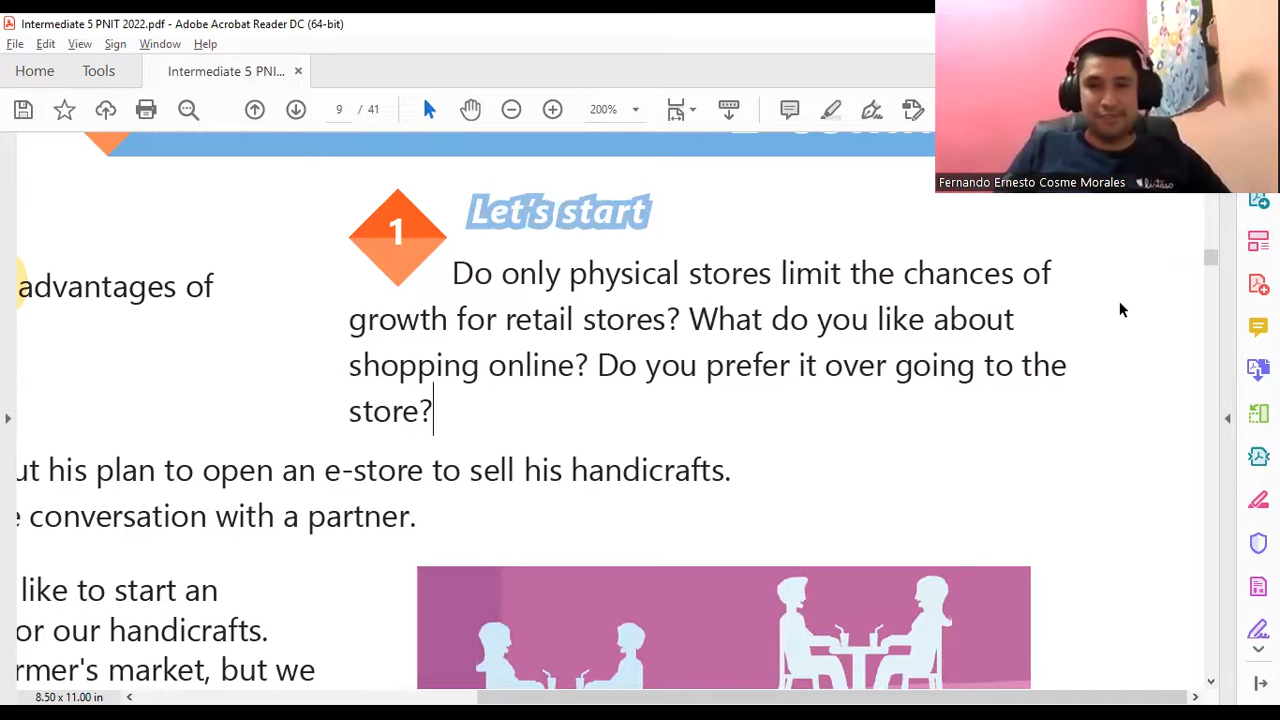 Intermediate 5 PNIT 2022.pdf - Adobe Acrobat Reader DC (64-bit)
File Edit View Sign Window Help
Home Tools Intermediate 5 PNI... ×
9 / 41 200%
Fernando Ernesto Cosme Morales
1 Let's start
Do only physical stores limit the chances of
advantages of
growth for retail stores? What do you like about
shopping online? Do you prefer it over going to the
store?
ut his plan to open an e-store to sell his handicrafts.
e conversation with a partner.
like to start an
or our handicrafts.
rmer's market, but we
8.50 x 11.00 in